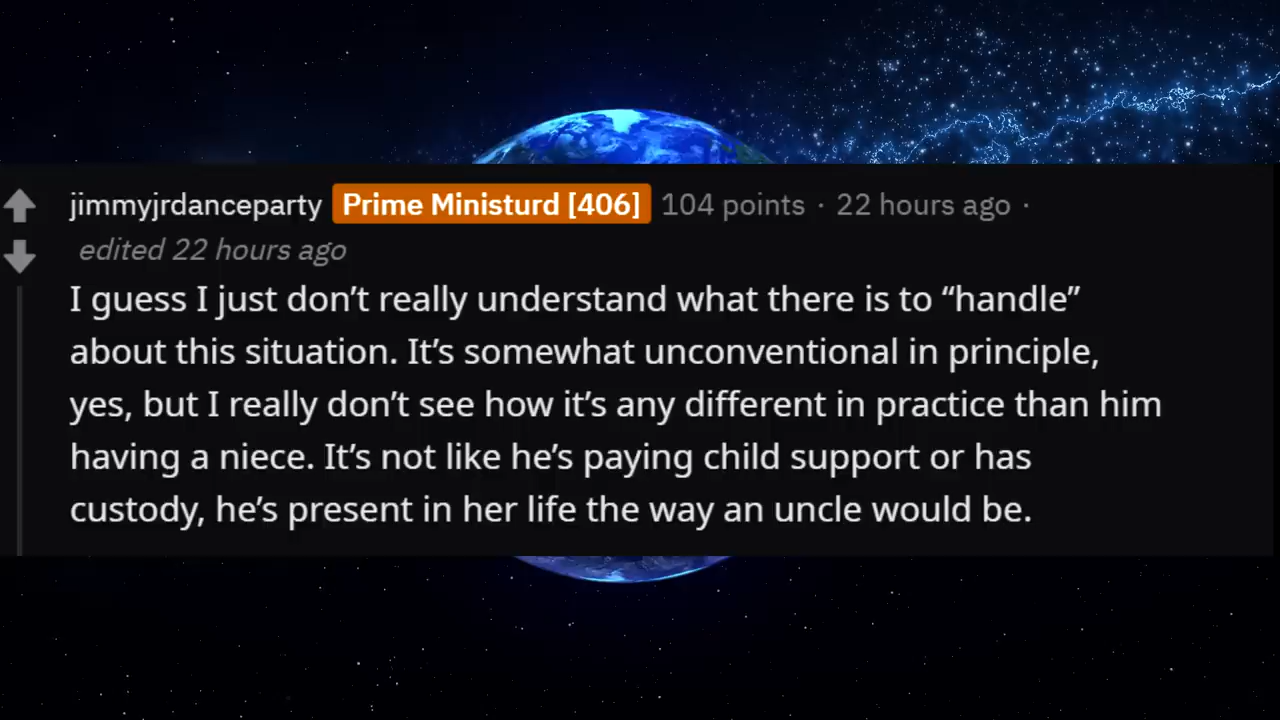 jimmyjrdanceparty Prime Ministurd [406] 104 points · 22 hours ago ·
edited 22 hours ago
I guess I just don’t really understand what there is to “handle”
about this situation. It’s somewhat unconventional in principle,
yes, but I really don’t see how it’s any different in practice than him
having a niece. It’s not like he’s paying child support or has
custody, he’s present in her life the way an uncle would be.